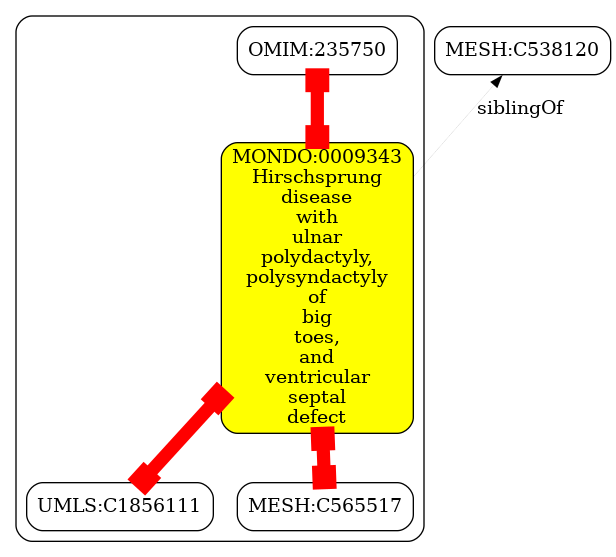 OMIM:235750
MESH:C538120
siblingOf
MONDO:0009343
Hirschsprung
disease
with
ulnar
polydactyly,
polysyndactyly
of
big
toes,
and
ventricular
septal
defect
UMLS:C1856111
MESH:C565517